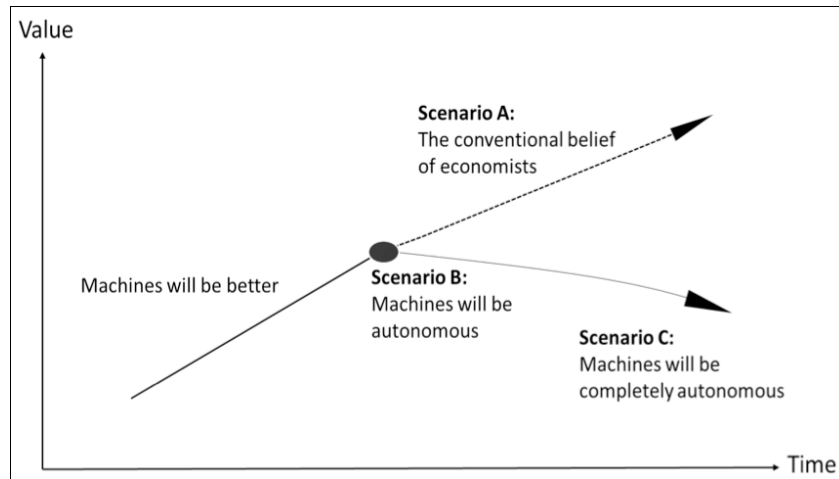 Value
Scenario A:
The conventional belief
of economists
Machines will be better
Scenario B:
Machines will be
autonomous
Scenario C:
Machines will be
completely autonomous
Time